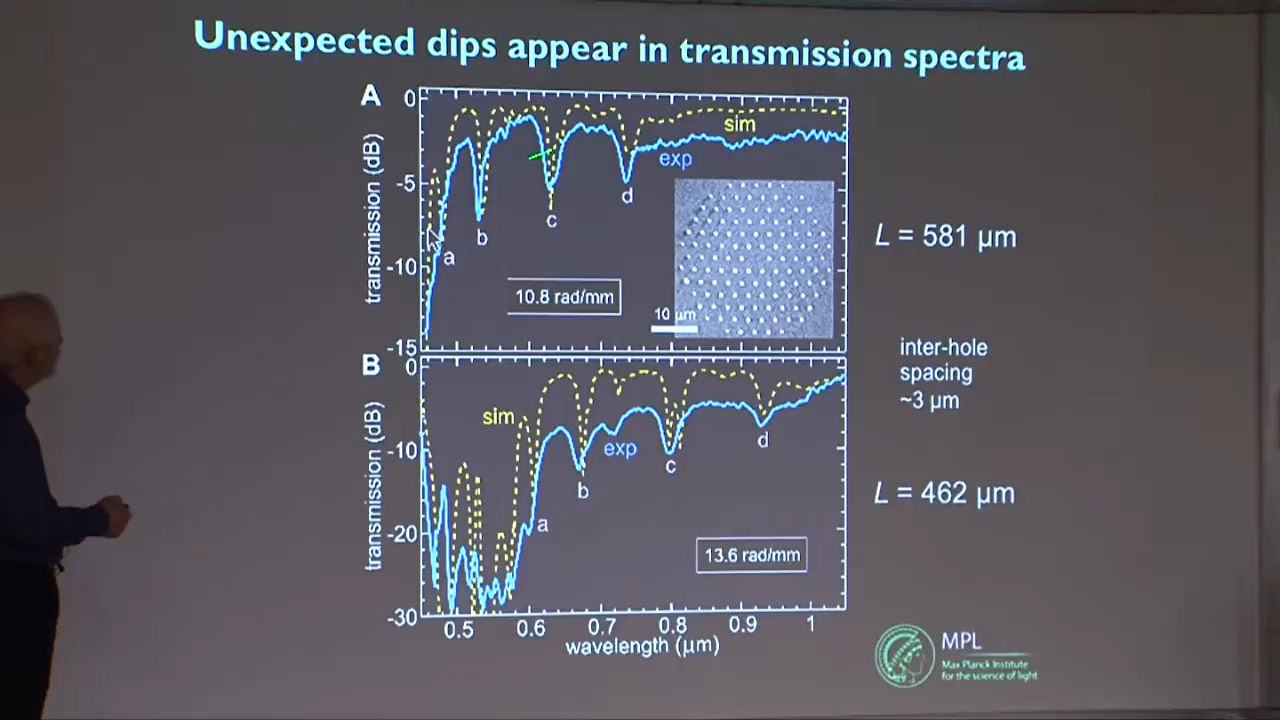 Unexpected dips appear in transmission spectra
A
transmission (dB)
0
-5
-10
-15
sim
exp
a
b
c
d
10.8 rad/mm
10 µm
L = 581 µm
inter-hole
spacing
~3 µm
B
transmission (dB)
0
-10
-20
-30
sim
exp
a
b
c
d
13.6 rad/mm
L = 462 µm
0.5 0.6 0.7 0.8 0.9 1
wavelength (µm)
MPL
Max Planck Institute
for the science of light